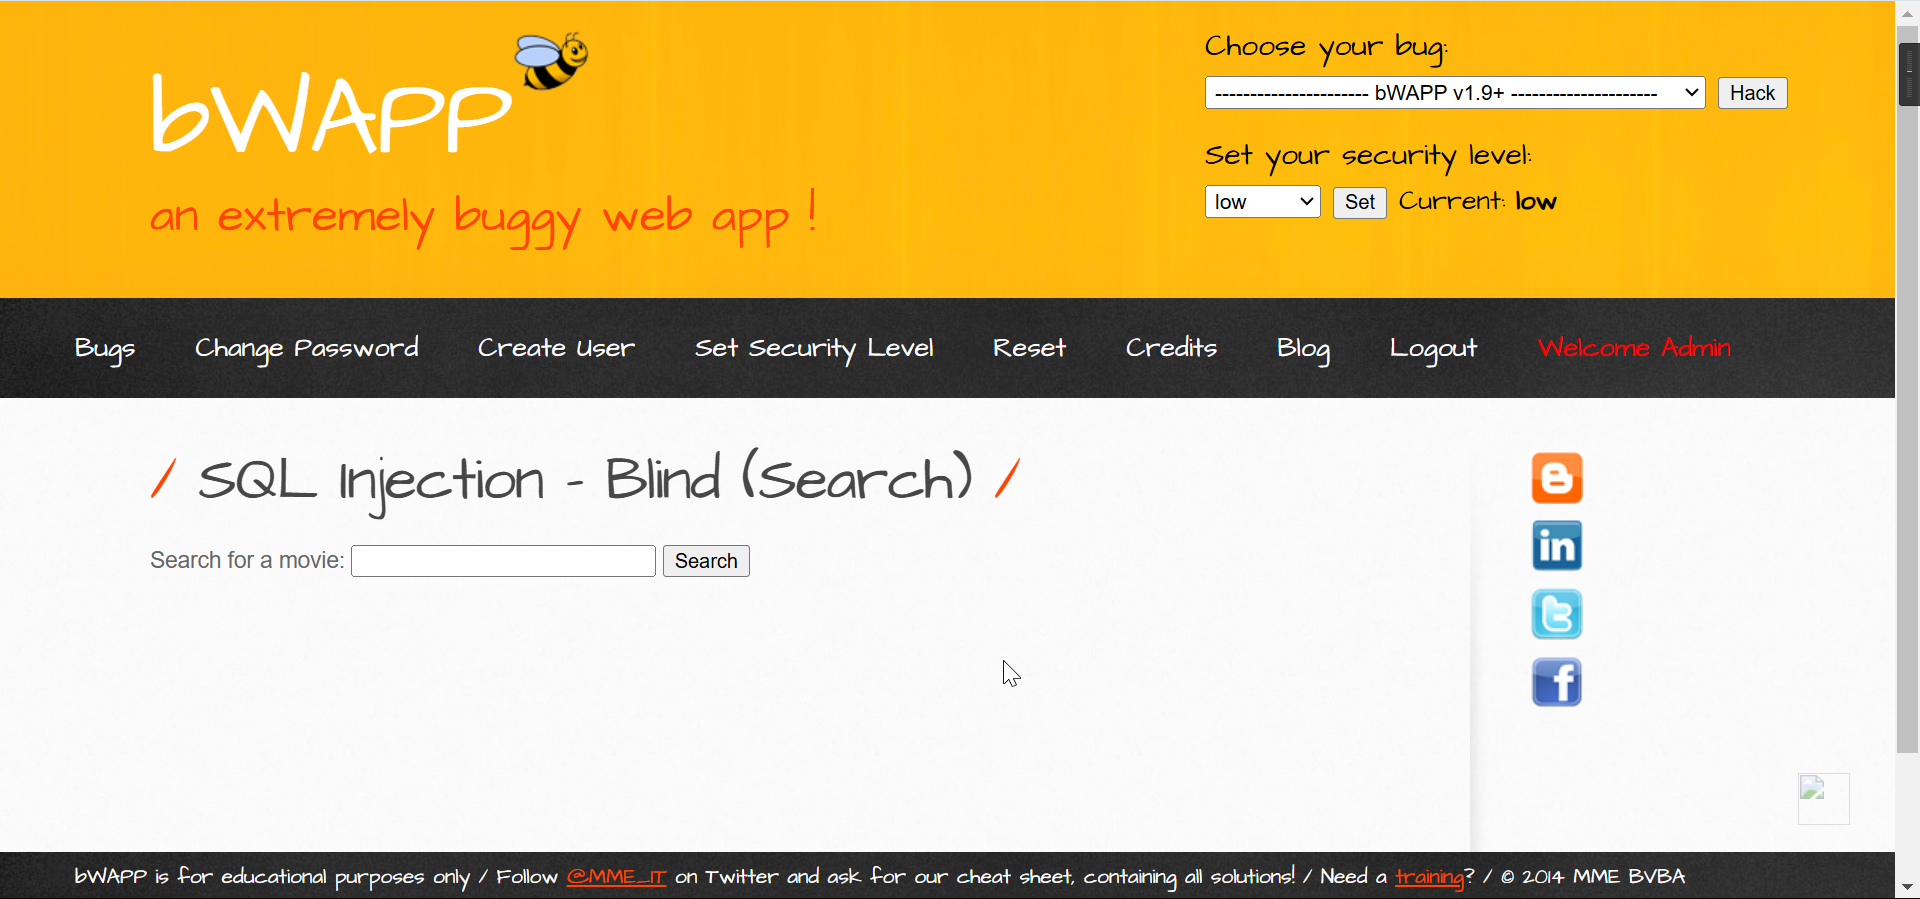 bWAPP
an extremely buggy web app !
Choose your bug:
---------------------- bWAPP v1.9+ --------------------- Hack
Set your security level:
low Set Current: low
Bugs Change Password Create User Set Security Level Reset Credits Blog Logout Welcome Admin
/ SQL Injection - Blind (Search) /
Search for a movie: Search
in
t
f
bWAPP is for educational purposes only / Follow @MME_IT on Twitter and ask for our cheat sheet, containing all solutions! / Need a training? / © 2014 MME BVBA